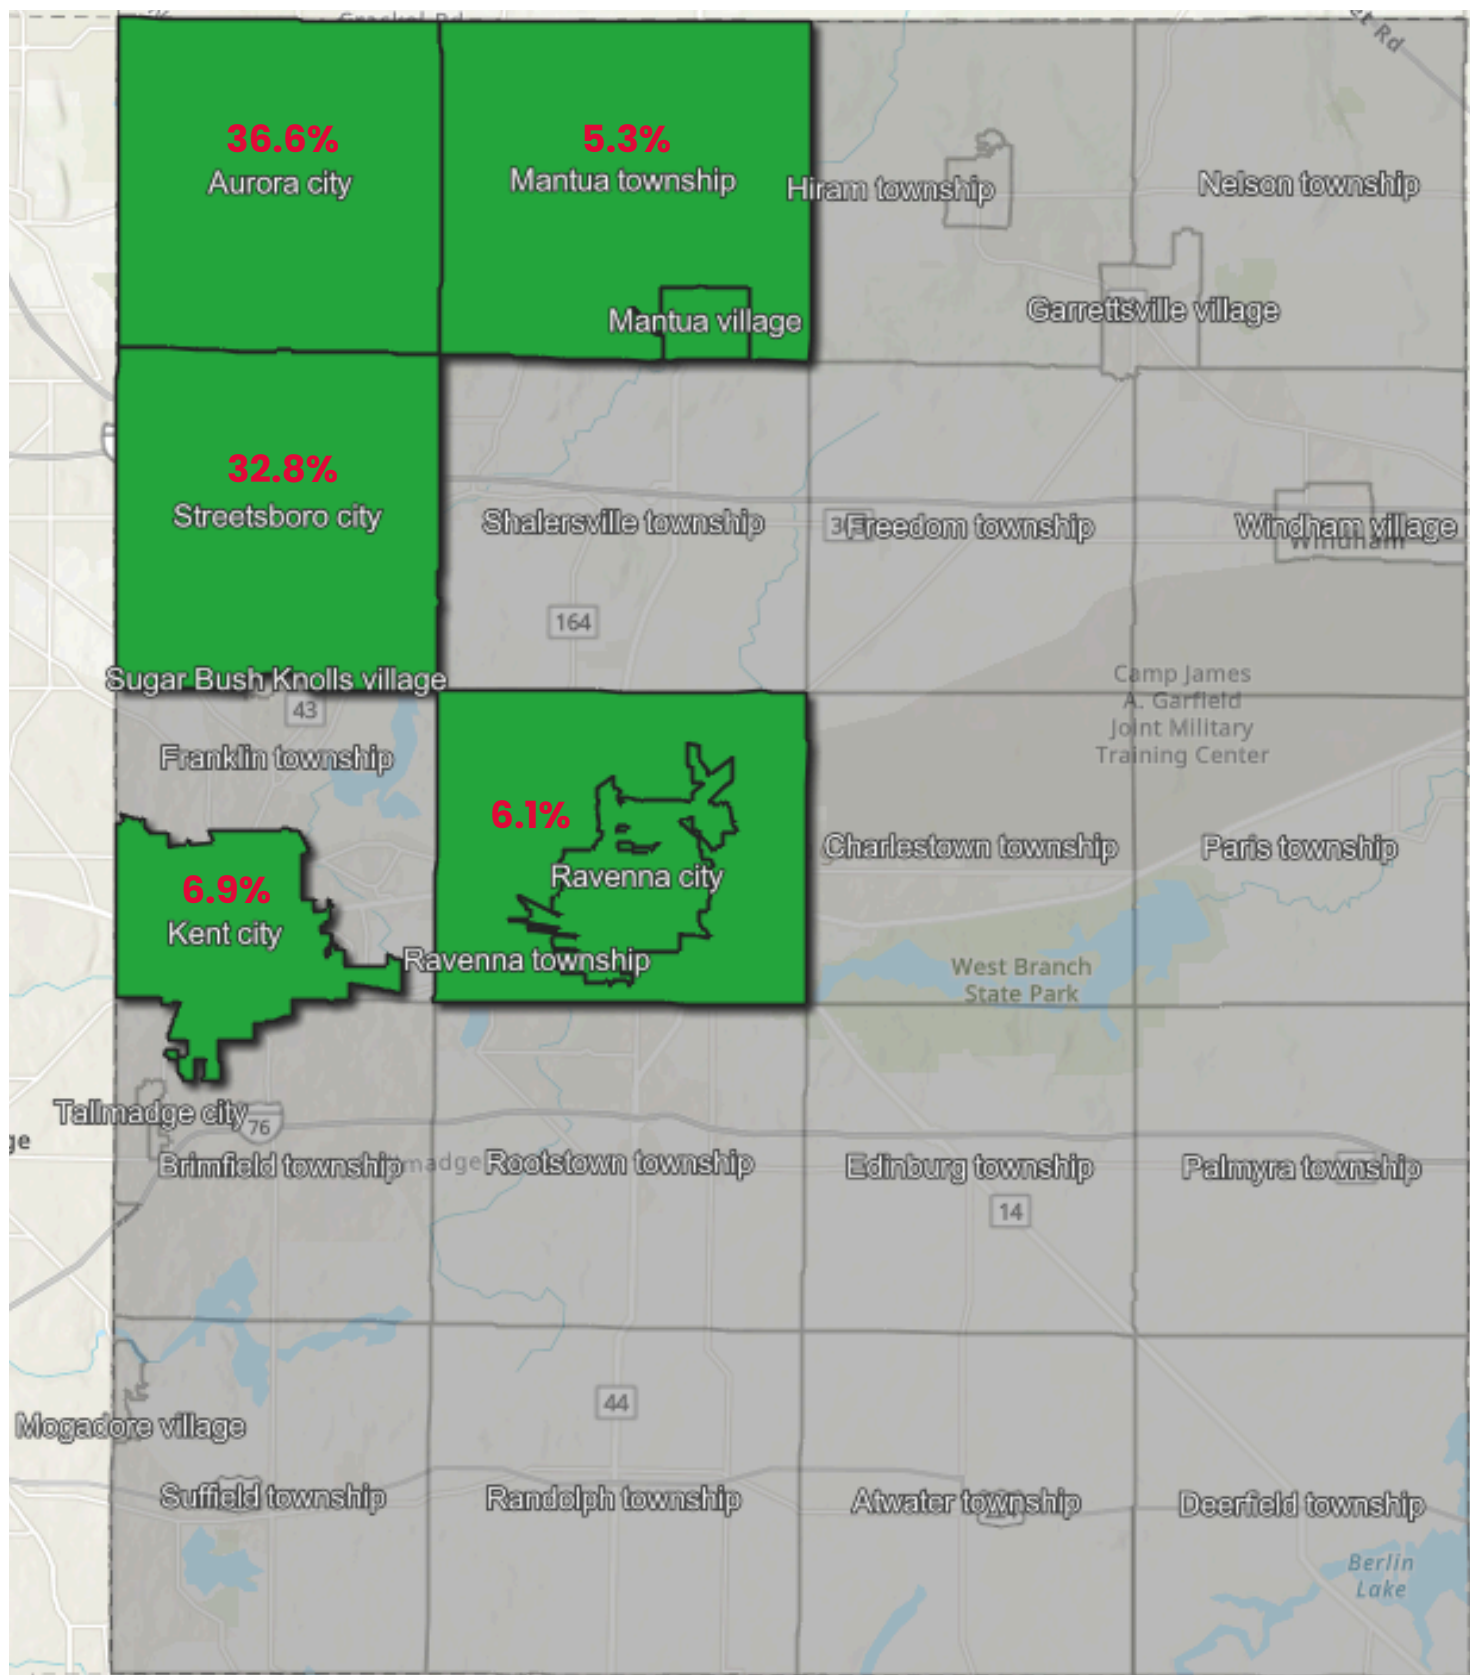 36.6%
Aurora city
5.3%
Mantua township
Hiram township
Nelson township
Mantua village
Garrettsville village
32.8%
Streetsboro city
Shalersville township
Freedom township
Windham village
Windham
164
Sugar Bush Knolls village
43
Franklin township
Camp James
A. Garfield
Joint Military
Training Center
6.1%
Ravenna city
Charlestown township
Paris township
6.9%
Kent city
Ravenna township
West Branch
State Park
Tallmadge city
76
Brimfield township
Rootstown township
Edinburg township
Palmyra township
14
44
Mogadore village
Suffield township
Randolph township
Atwater township
Deerfield township
Berlin
Lake